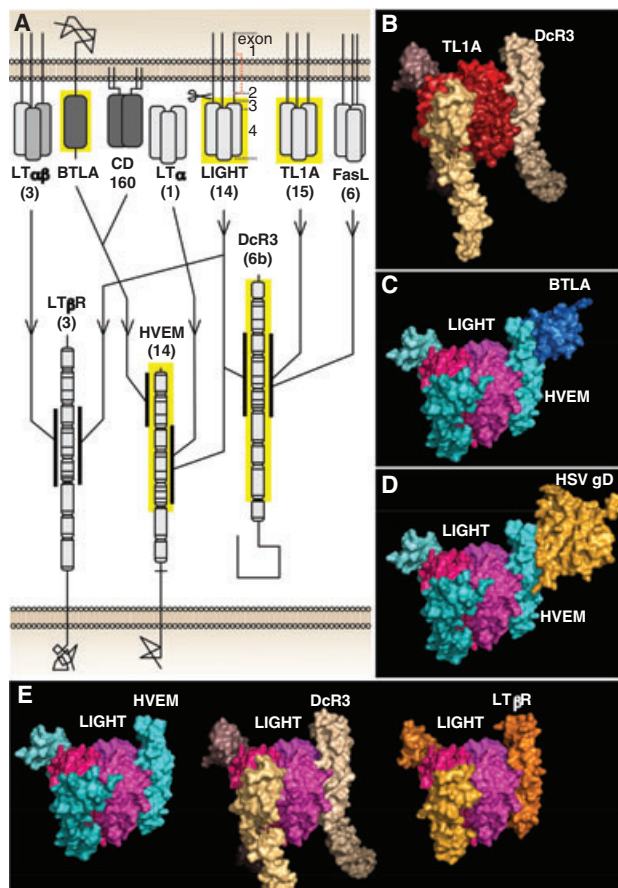 A
exon
1
2
3
4
LTαβ
(3)
BTLA
CD
160
LTα
(1)
LIGHT
(14)
TL1A
(15)
FasL
(6)
DcR3
(6b)
LTβR
(3)
HVEM
(14)
B
TL1A
DcR3
C
BTLA
LIGHT
HVEM
D
HSV gD
LIGHT
HVEM
E
HVEM
LIGHT
DcR3
LIGHT
LTβR
LIGHT